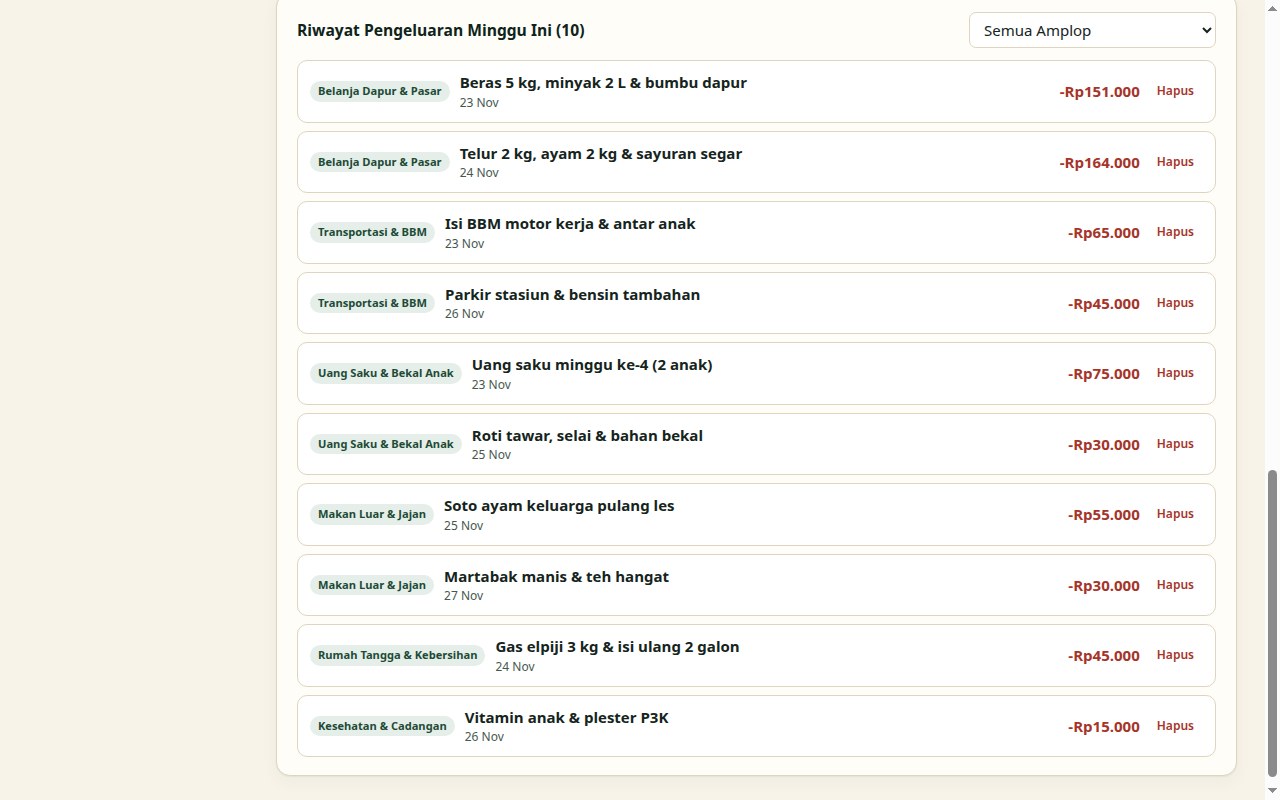 Riwayat Pengeluaran Minggu Ini (10)
Semua Amplop
Belanja Dapur & Pasar
Beras 5 kg, minyak 2 L & bumbu dapur
23 Nov
-Rp151.000
Hapus
Belanja Dapur & Pasar
Telur 2 kg, ayam 2 kg & sayuran segar
24 Nov
-Rp164.000
Hapus
Transportasi & BBM
Isi BBM motor kerja & antar anak
23 Nov
-Rp65.000
Hapus
Transportasi & BBM
Parkir stasiun & bensin tambahan
26 Nov
-Rp45.000
Hapus
Uang Saku & Bekal Anak
Uang saku minggu ke-4 (2 anak)
23 Nov
-Rp75.000
Hapus
Uang Saku & Bekal Anak
Roti tawar, selai & bahan bekal
25 Nov
-Rp30.000
Hapus
Makan Luar & Jajan
Soto ayam keluarga pulang les
25 Nov
-Rp55.000
Hapus
Makan Luar & Jajan
Martabak manis & teh hangat
27 Nov
-Rp30.000
Hapus
Rumah Tangga & Kebersihan
Gas elpiji 3 kg & isi ulang 2 galon
24 Nov
-Rp45.000
Hapus
Kesehatan & Cadangan
Vitamin anak & plester P3K
26 Nov
-Rp15.000
Hapus